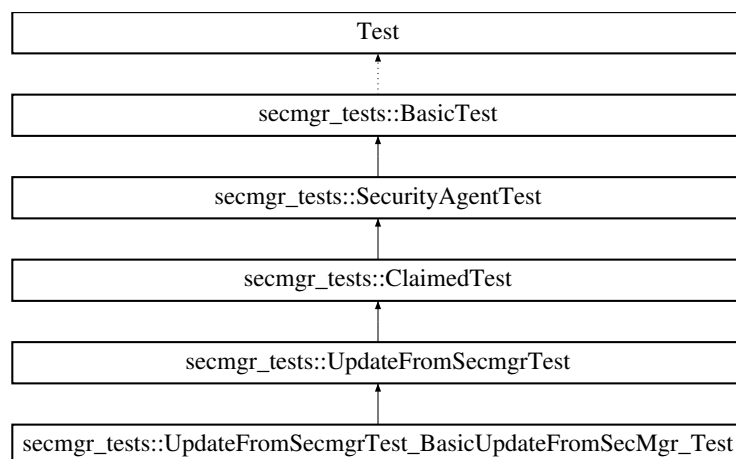 Test
secmgr_tests::BasicTest
secmgr_tests::SecurityAgentTest
secmgr_tests::ClaimedTest
secmgr_tests::UpdateFromSecmgrTest
secmgr_tests::UpdateFromSecmgrTest_BasicUpdateFromSecMgr_Test